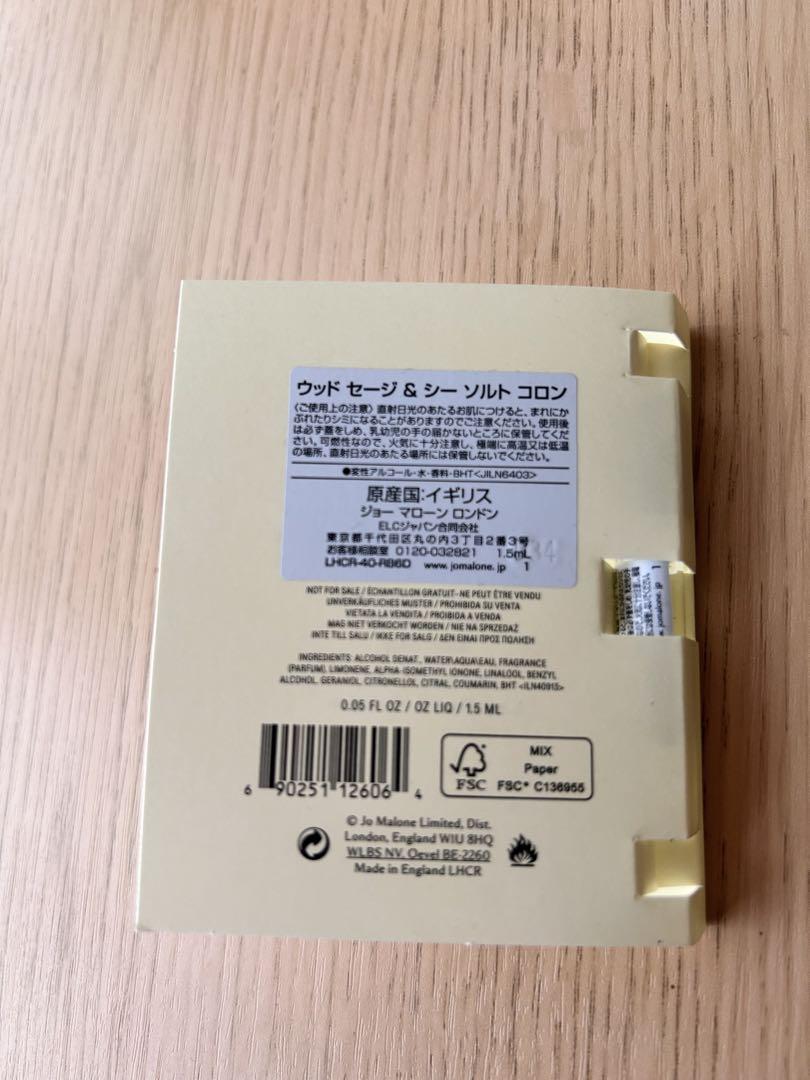 ウッド セージ & シー ソルト コロン
〈ご使用上の注意〉直射日光のあたるお肌につけると、まれにか
ぶれたりシミになることがありますのでご注意ください。使用後
は必ず蓋をしめ、乳幼児の手の届かないところに保管してくだ
さい。可燃性なので、火気に十分注意し、極端に高温又は低温
の場所、直射日光のあたる場所には保管しないでください。
●変性アルコール・水・香料・BHT<JILN6403>
原産国:イギリス
ジョー マローン ロンドン
ELCジャパン合同会社
東京都千代田区丸の内3丁目2番3号
お客様相談室 0120-032821 1.5mL
LHCR-40-RB6D www.jomalone.jp 1
NOT FOR SALE / ÉCHANTILLON GRATUIT-NE PEUT ÊTRE VENDU
UNVERKÄUFLICHES MUSTER / PROHIBIDA SU VENTA
VIETATA LA VENDITA / PROIBIDA A VENDA
MAG NIET VERKOCHT WORDEN / NIE NA SPRZEDAŻ
INTE TILL SALU / IKKE FOR SALG / ΔΕΝ ΕΙΝΑΙ ΠΡΟΣ ΠΩΛΗΣΗ
INGREDIENTS: ALCOHOL DENAT., WATER\AQUA\EAU, FRAGRANCE
(PARFUM), LIMONENE, ALPHA-ISOMETHYL IONONE, LINALOOL, BENZYL
ALCOHOL, GERANIOL, CITRONELLOL, CITRAL, COUMARIN, BHT <ILN40915>
0.05 FL OZ / OZ LIQ / 1.5 ML
6 90251 12606 4
FSC
MIX
Paper
FSC® C136955
© Jo Malone Limited, Dist.
London, England W1U 8HQ
WLBS NV. Oevel BE-2260
Made in England LHCR